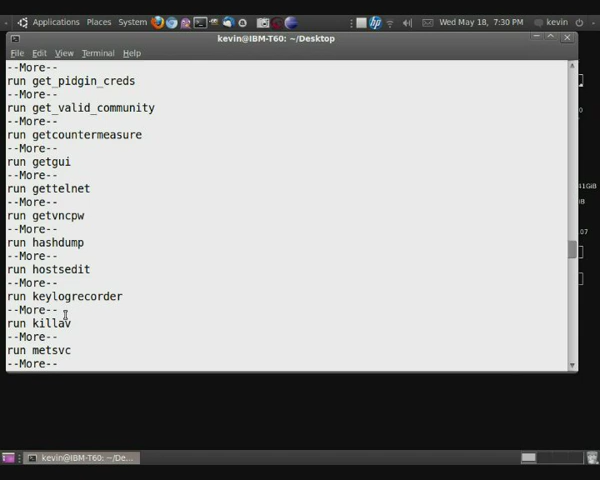 Applications Places System
Wed May 18, 7:30 PM kevin
kevin@IBM-T60: ~/Desktop
File Edit View Terminal Help
--More--
run get_pidgin_creds
--More--
run get_valid_community
--More--
run getcountermeasure
--More--
run getgui
--More--
run gettelnet
--More--
run getvncpw
--More--
run hashdump
--More--
run hostsedit
--More--
run keylogrecorder
--More--
run killav
--More--
run metsvc
--More--
kevin@IBM-T60: ~/De...